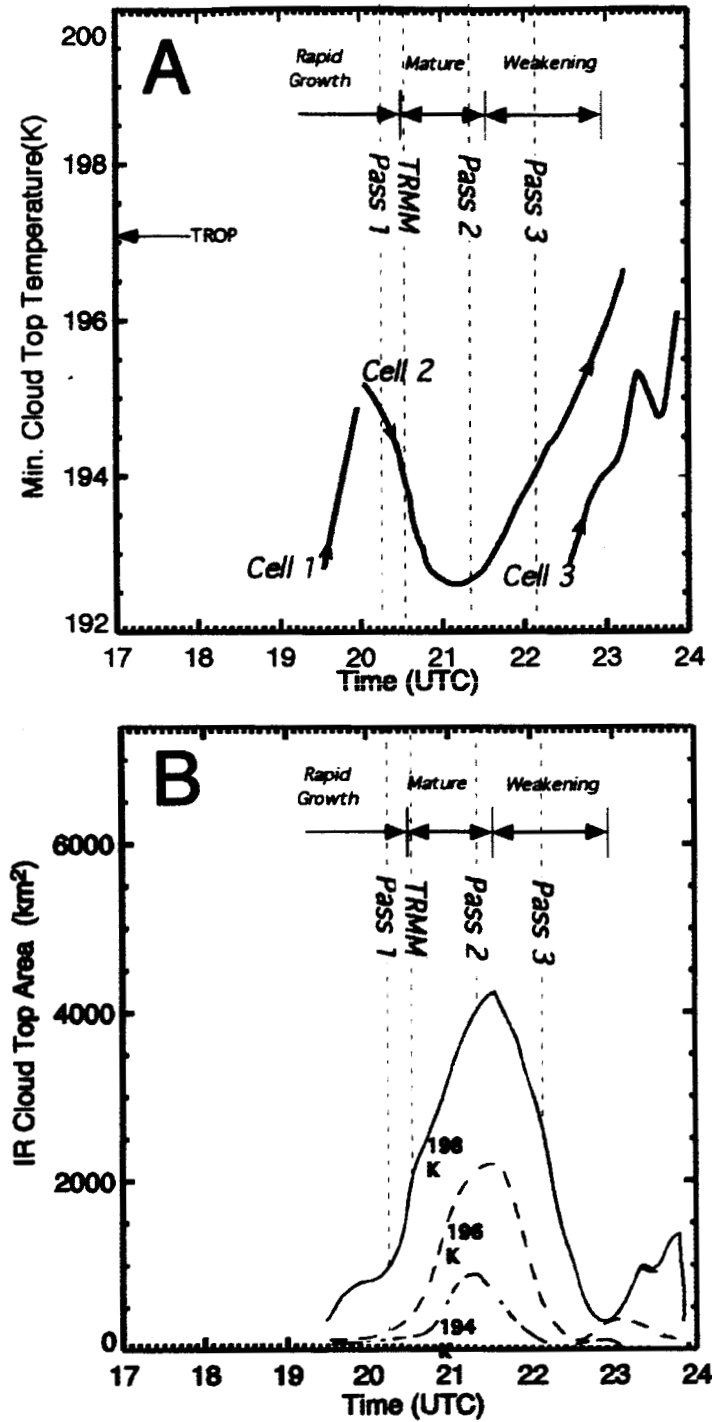 200
A
Rapid
Growth
Mature
Weakening
Min. Cloud Top Temperature(K)
198
Pass 1
TRMM
Pass 2
Pass 3
TROP
196
Cell 2
194
Cell 1
Cell 3
192
17 18 19 20 21 22 23 24
Time (UTC)
B
Rapid
Growth
Mature
Weakening
IR Cloud Top Area (km²)
6000
Pass 1
TRMM
Pass 2
Pass 3
4000
198
K
2000
196
K
194
K
0
17 18 19 20 21 22 23 24
Time (UTC)